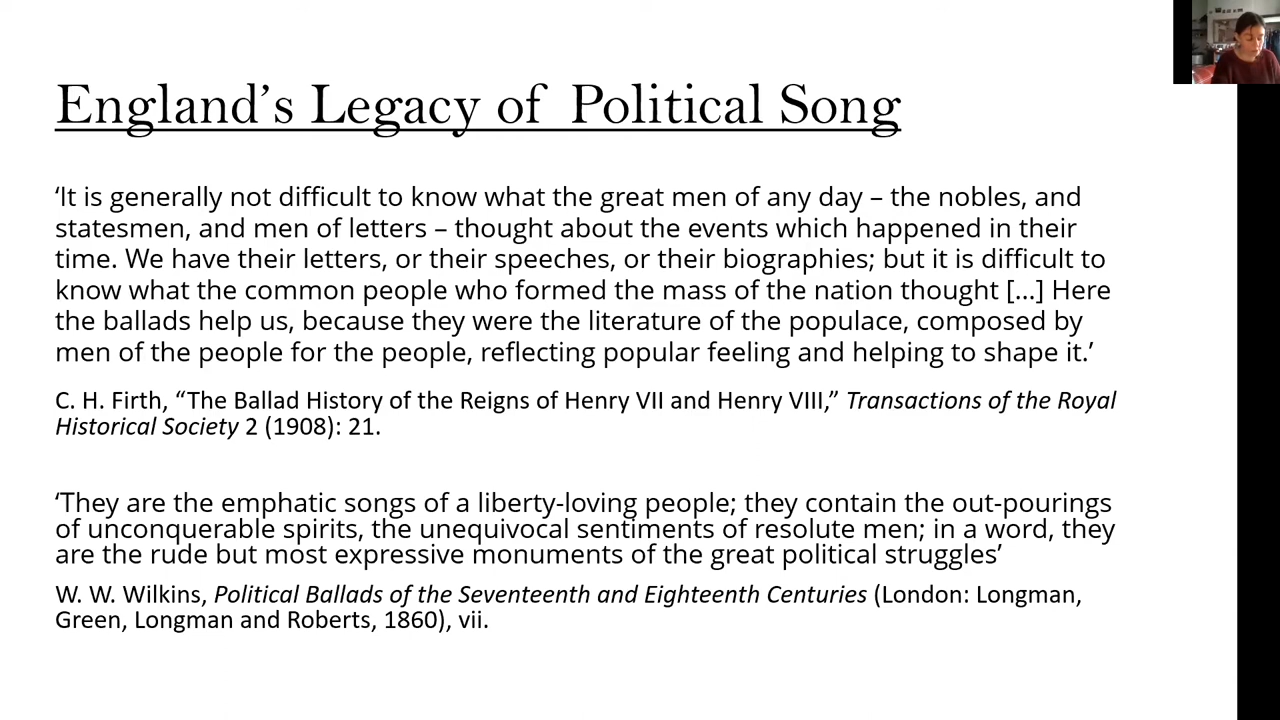 England’s Legacy of Political Song
‘It is generally not difficult to know what the great men of any day – the nobles, and
statesmen, and men of letters – thought about the events which happened in their
time. We have their letters, or their speeches, or their biographies; but it is difficult to
know what the common people who formed the mass of the nation thought [...] Here
the ballads help us, because they were the literature of the populace, composed by
men of the people for the people, reflecting popular feeling and helping to shape it.’
C. H. Firth, “The Ballad History of the Reigns of Henry VII and Henry VIII,” Transactions of the Royal
Historical Society 2 (1908): 21.
‘They are the emphatic songs of a liberty-loving people; they contain the out-pourings
of unconquerable spirits, the unequivocal sentiments of resolute men; in a word, they
are the rude but most expressive monuments of the great political struggles’
W. W. Wilkins, Political Ballads of the Seventeenth and Eighteenth Centuries (London: Longman,
Green, Longman and Roberts, 1860), vii.